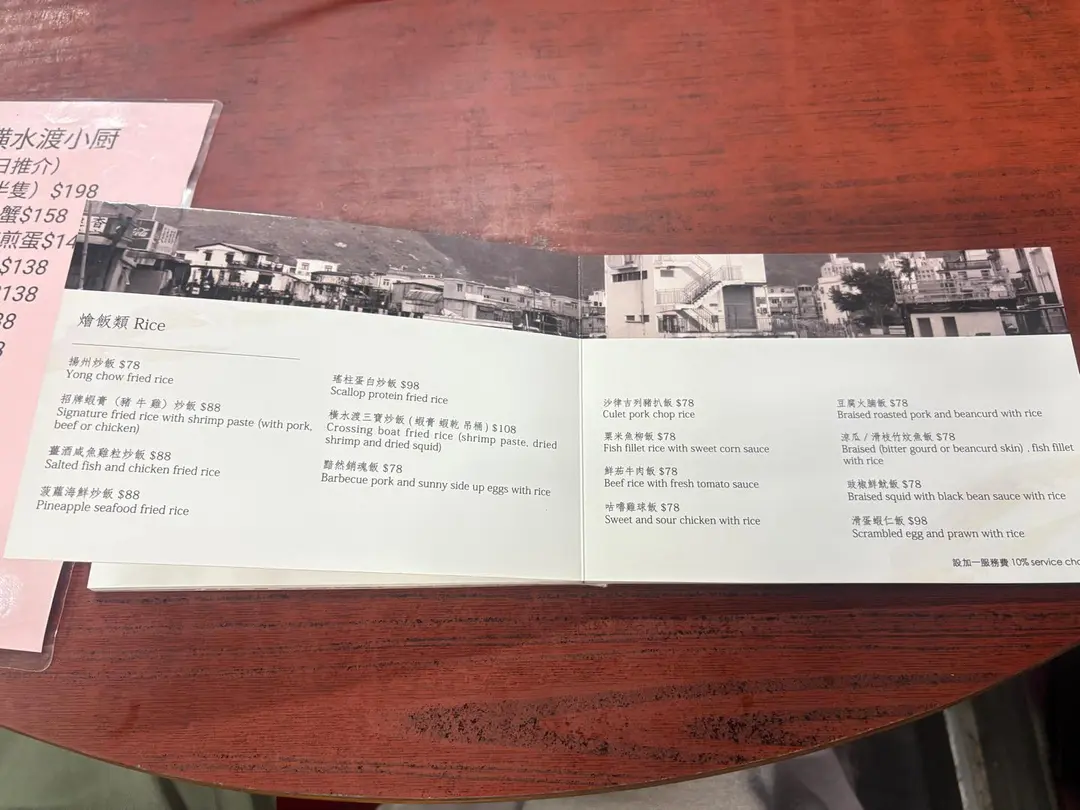 橫水渡小厨
日推介）
半隻）$198
蟹$158
煎蛋$14
$138
138
8
燴飯類 Rice
揚州炒飯 $78
Yong chow fried rice
招牌蝦膏（豬 牛 雞）炒飯 $88
Signature fried rice with shrimp paste (with pork,
beef or chicken)
薑酒咸魚雞粒炒飯 $88
Salted fish and chicken fried rice
菠蘿海鮮炒飯 $88
Pineapple seafood fried rice
瑤柱蛋白炒飯 $98
Scallop protein fried rice
橫水渡三寶炒飯 ( 蝦膏 蝦乾 吊桶 ) $108
Crossing boat fried rice (shrimp paste, dried
shrimp and dried squid)
黯然銷魂飯 $78
Barbecue pork and sunny side up eggs with rice
沙律吉列豬扒飯 $78
Culet pork chop rice
粟米魚柳飯 $78
Fish fillet rice with sweet corn sauce
鮮茄牛肉飯 $78
Beef rice with fresh tomato sauce
咕嚕雞球飯 $78
Sweet and sour chicken with rice
豆腐火腩飯 $78
Braised roasted pork and beancurd with rice
涼瓜 / 滑枝竹炆魚飯 $78
Braised (bitter gourd or beancurd skin) , fish fillet
with rice
豉椒鮮魷飯 $78
Braised squid with black bean sauce with rice
滑蛋蝦仁飯 $98
Scrambled egg and prawn with rice
設加一服務費 10% service cha